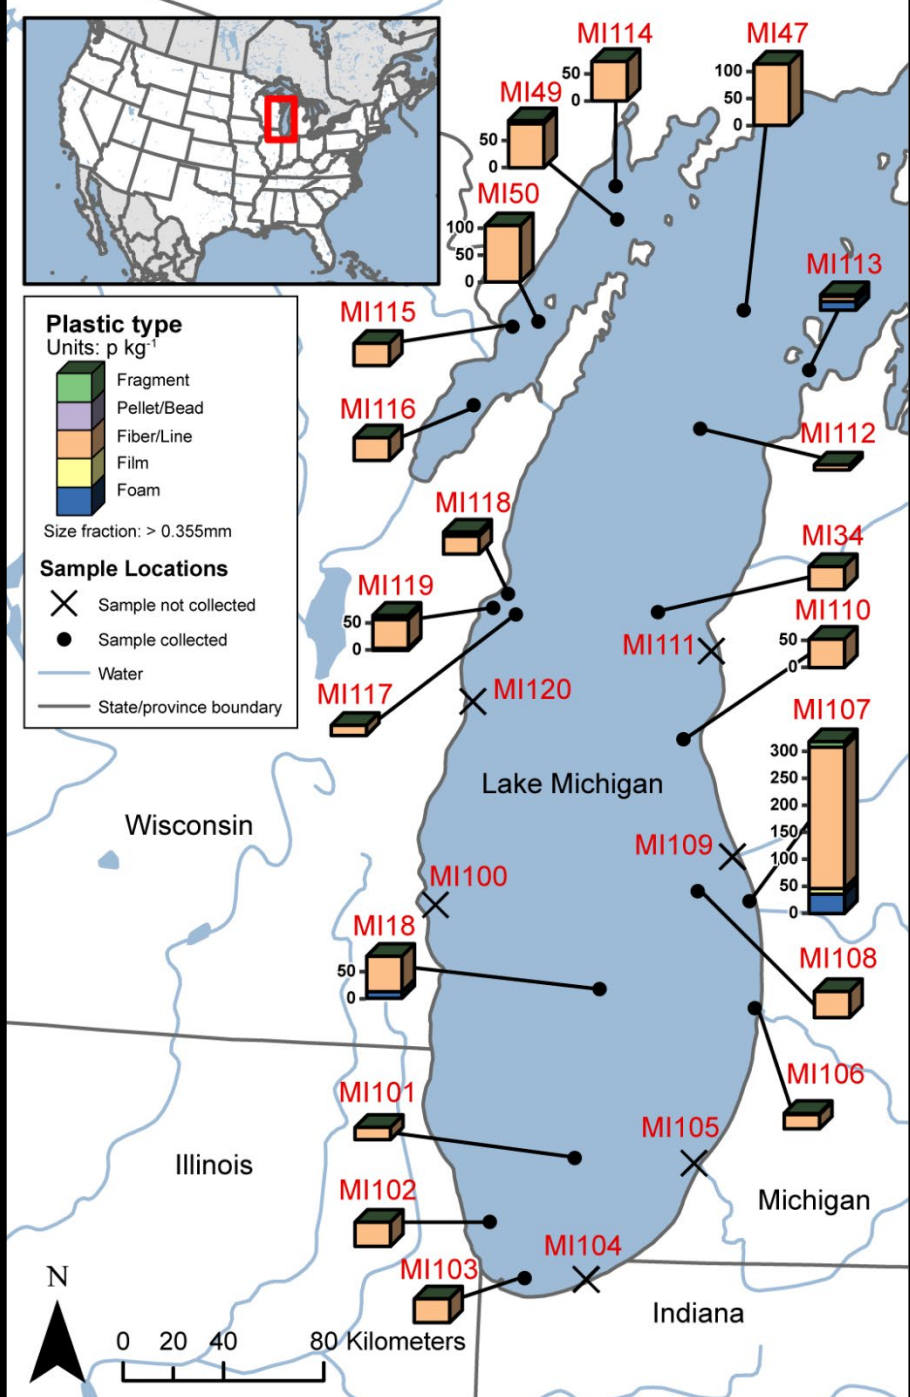 MI114
50
0
MI47
100
50
0
MI49
50
0
MI50
100
50
0
MI113
MI115
MI116
MI112
Plastic type
Units: p kg⁻¹
Fragment
Pellet/Bead
Fiber/Line
Film
Foam
Size fraction: > 0.355mm
Sample Locations
Sample not collected
Sample collected
Water
State/province boundary
MI118
MI119
50
0
MI117
MI120
MI34
MI110
50
0
MI111
MI107
300
250
200
150
100
50
0
Lake Michigan
Wisconsin
MI109
MI100
MI18
50
0
MI108
MI106
MI101
MI105
Illinois
Michigan
MI102
MI104
MI103
Indiana
N
0 20 40 80 Kilometers